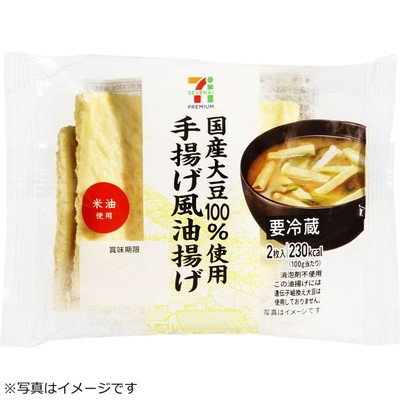 7i
SEVEN&i
PREMIUM
国産大豆100%使用
手揚げ風油揚げ
米油
使用
賞味期限
要冷蔵
2枚入 230kcal
(100g当たり)
消泡剤不使用
この油揚げには
遺伝子組換え大豆は
使用しておりません。
写真はイメージです
※写真はイメージです